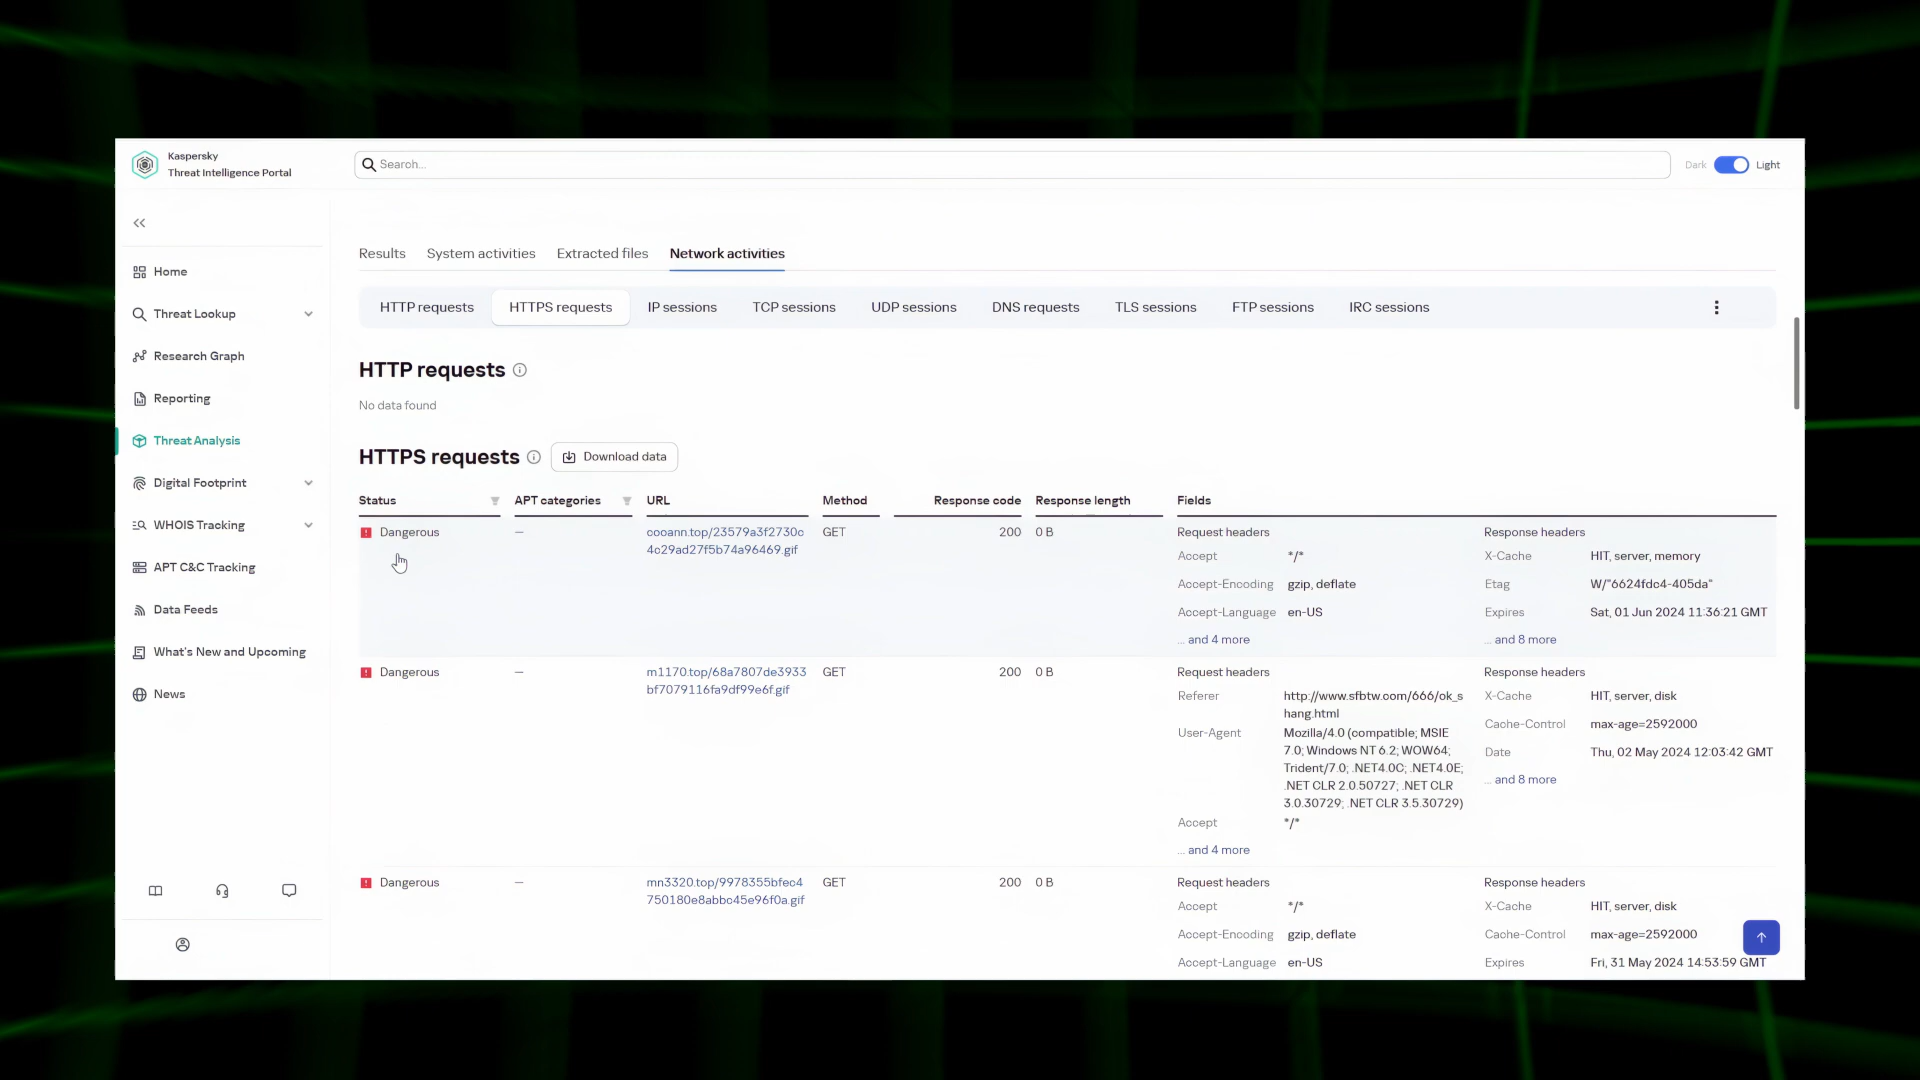 Kaspersky
Threat Intelligence Portal
Search...
Dark
Light
Home
Threat Lookup
Research Graph
Reporting
Threat Analysis
Digital Footprint
WHOIS Tracking
APT C&C Tracking
Data Feeds
What's New and Upcoming
News
Results System activities Extracted files Network activities
HTTP requests HTTPS requests IP sessions TCP sessions UDP sessions DNS requests TLS sessions FTP sessions IRC sessions
HTTP requests
No data found
HTTPS requests Download data
Status APT categories URL Method Response code Response length Fields
Dangerous — cooann.top/23579a3f2730c GET 200 0 B Request headers Response headers
4c29ad27f5b74a96469.gif
Accept */* X-Cache HIT, server, memory
Accept-Encoding gzip, deflate Etag W/"6624fdc4-405da"
Accept-Language en-US Expires Sat, 01 Jun 2024 11:36:21 GMT
... and 4 more ... and 8 more
Dangerous — m1170.top/68a7807de3933 GET 200 0 B Request headers Response headers
bf7079116fa9df99e6f.gif
Referer http://www.sfbtw.com/666/ok_s X-Cache HIT, server, disk
hang.html
Cache-Control max-age=2592000
User-Agent Mozilla/4.0 (compatible; MSIE
7.0; Windows NT 6.2; WOW64; Date Thu, 02 May 2024 12:03:42 GMT
Trident/7.0; .NET4.0C; .NET4.0E;
.NET CLR 2.0.50727; .NET CLR ... and 8 more
3.0.30729; .NET CLR 3.5.30729)
Accept */*
... and 4 more
Dangerous — mn3320.top/9978355bfec4 GET 200 0 B Request headers Response headers
750180e8abbc45e96f0a.gif
Accept */* X-Cache HIT, server, disk
Accept-Encoding gzip, deflate Cache-Control max-age=2592000
Accept-Language en-US Expires Fri, 31 May 2024 14:53:59 GMT